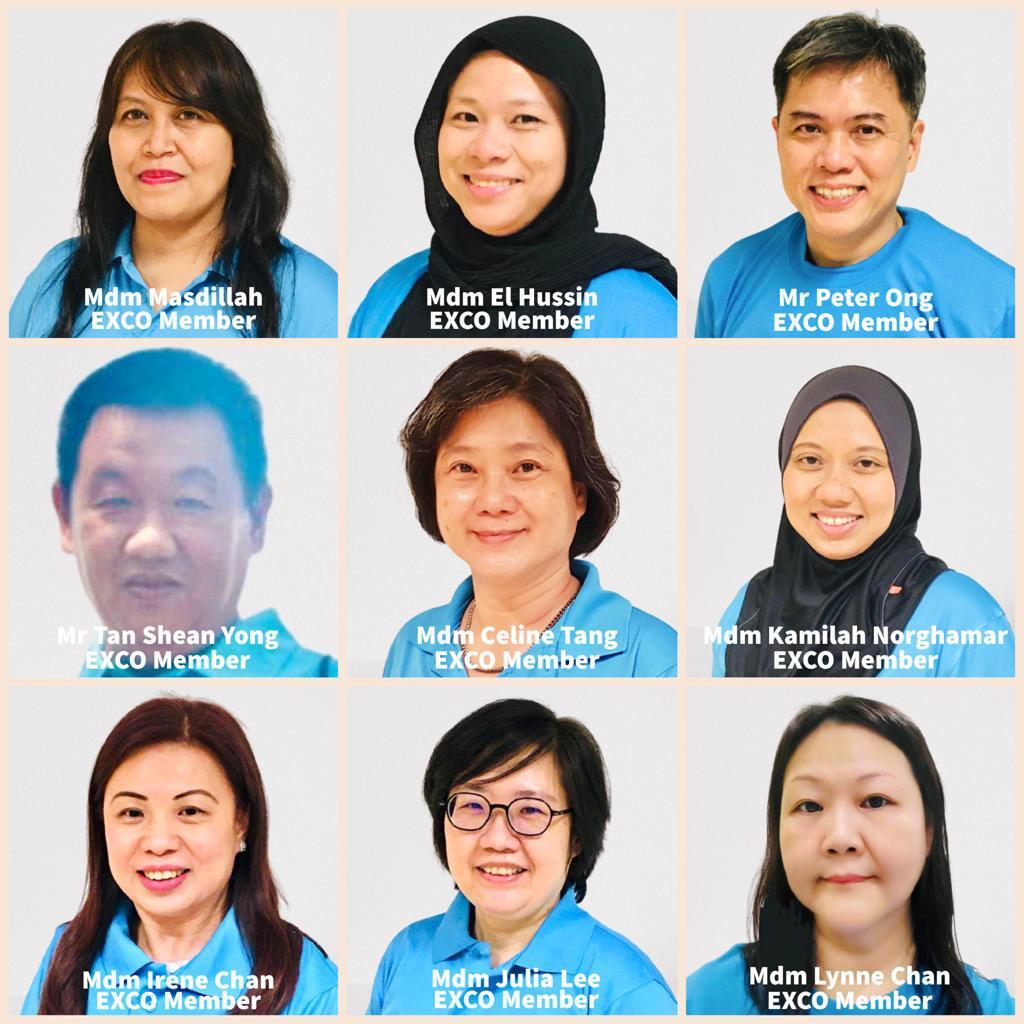 Mdm Masdillah
EXCO Member
Mdm El Hussin
EXCO Member
Mr Peter Ong
EXCO Member
Mr Tan Shean Yong
EXCO Member
Mdm Celine Tang
EXCO Member
Mdm Kamilah Norghamar
EXCO Member
Mdm Irene Chan
EXCO Member
Mdm Julia Lee
EXCO Member
Mdm Lynne Chan
EXCO Member